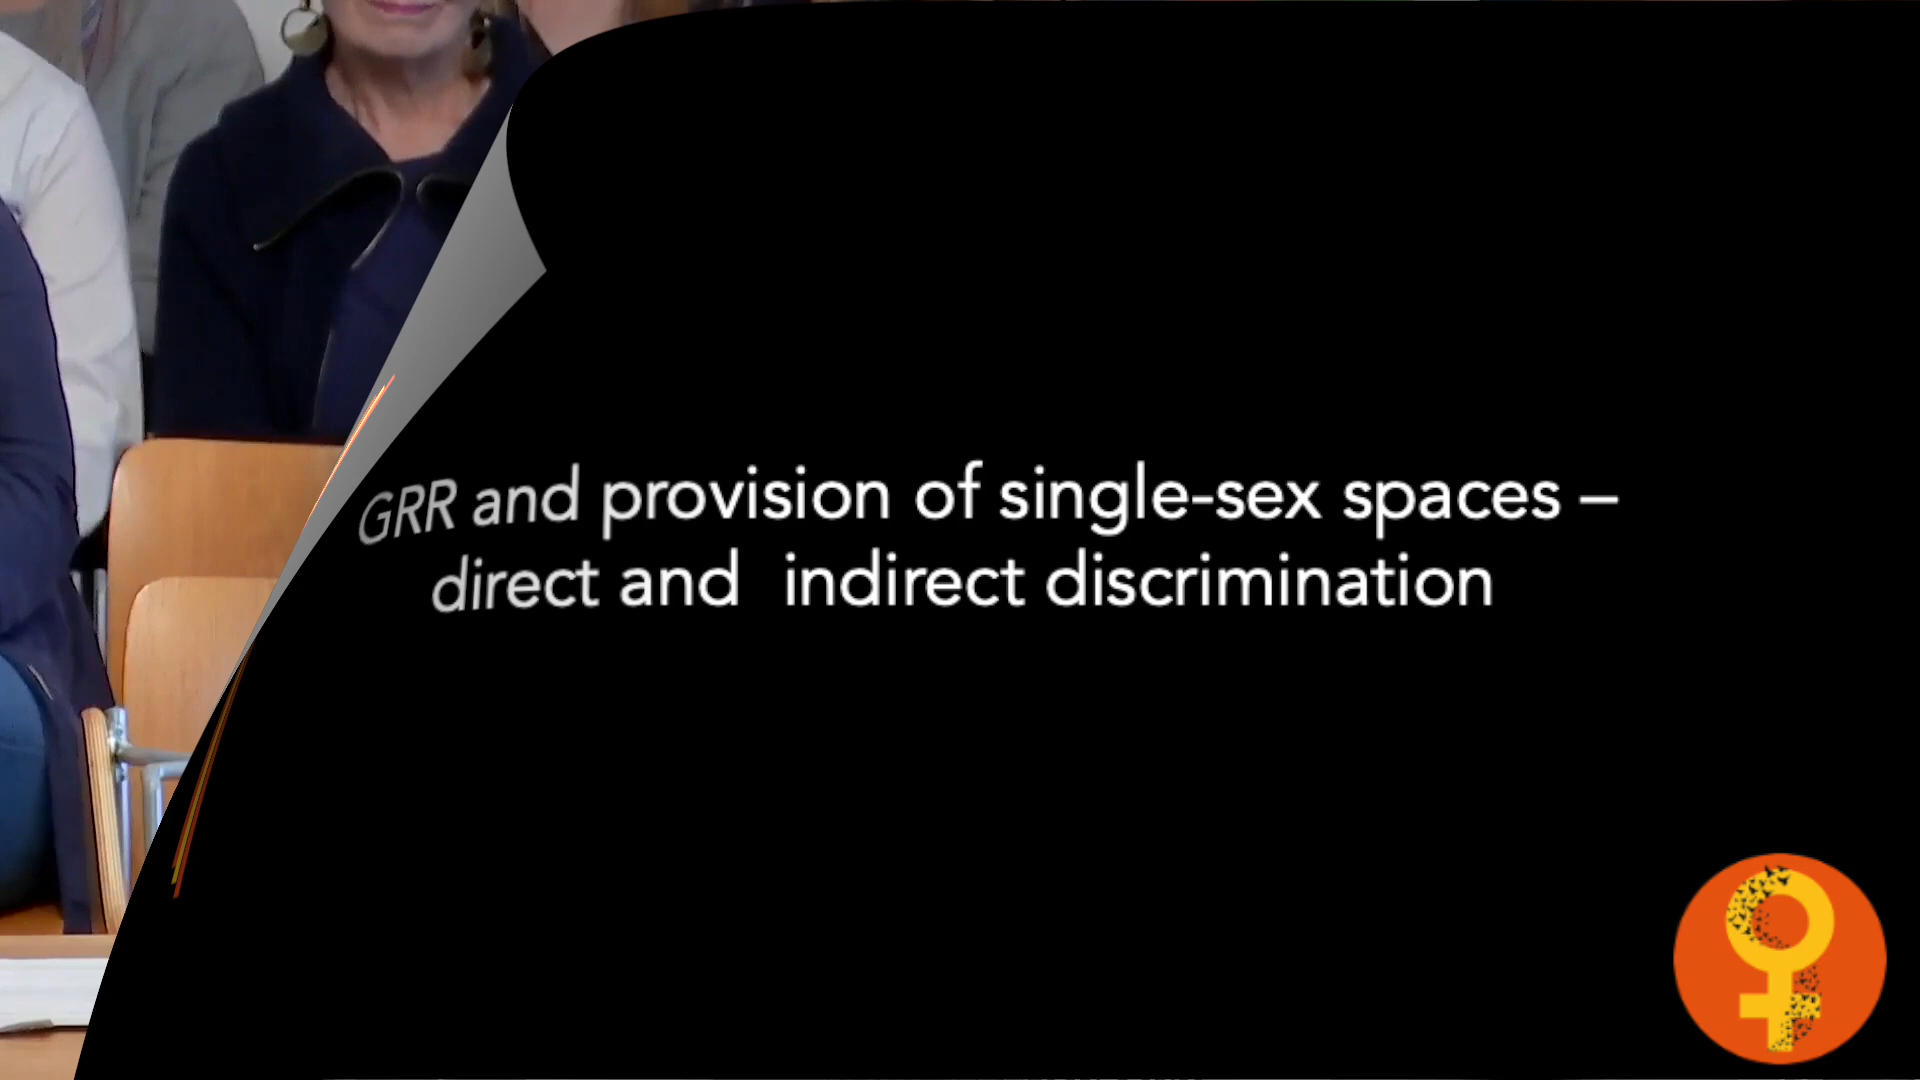 GRR and provision of single-sex spaces –
direct and  indirect discrimination